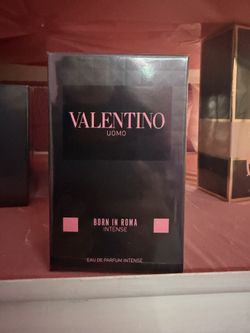 VALENTINO
UOMO
BORN IN ROMA
INTENSE
EAU DE PARFUM INTENSE